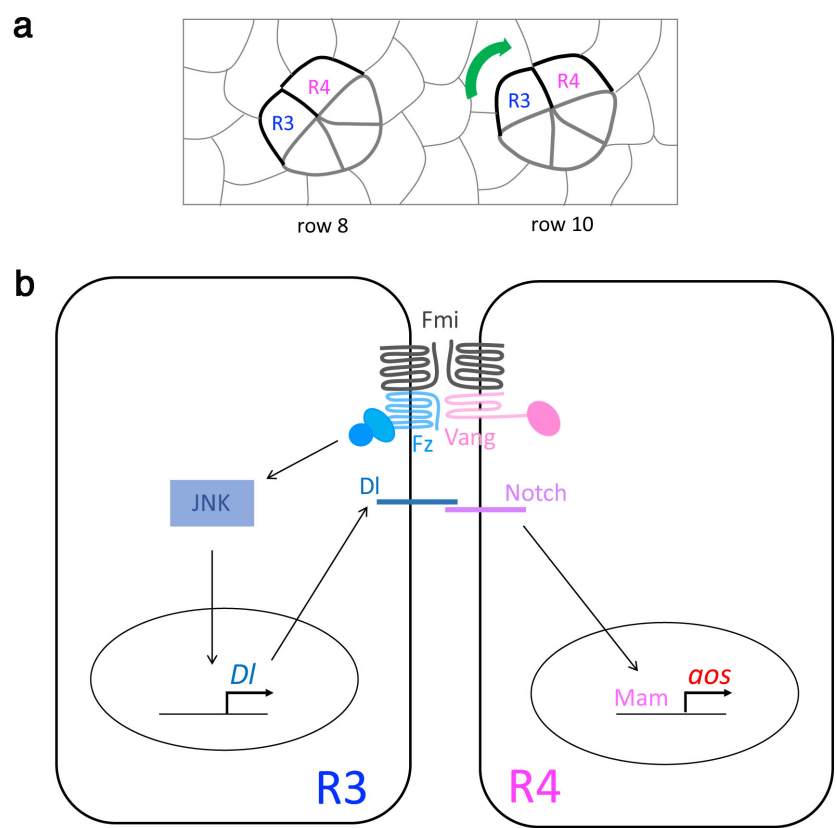 a
R4
R3
R3
R4
row 8
row 10
b
Fmi
Fz
Vang
Dl
Notch
JNK
Dl
Mam
aos
R3
R4